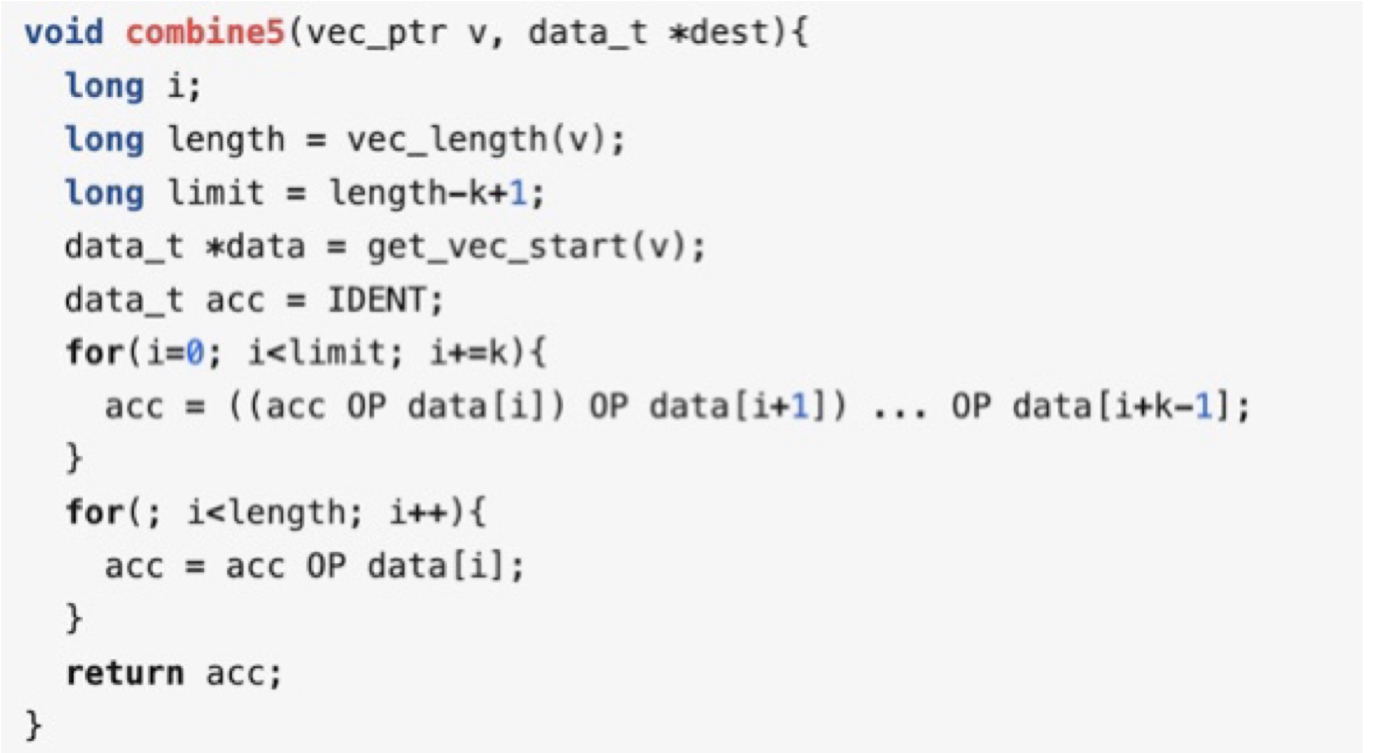 void combine5(vec_ptr v, data_t *dest){
  long i;
  long length = vec_length(v);
  long limit = length-k+1;
  data_t *data = get_vec_start(v);
  data_t acc = IDENT;
  for(i=0; i<limit; i+=k){
    acc = ((acc OP data[i]) OP data[i+1]) ... OP data[i+k-1];
  }
  for(; i<length; i++){
    acc = acc OP data[i];
  }
  return acc;
}